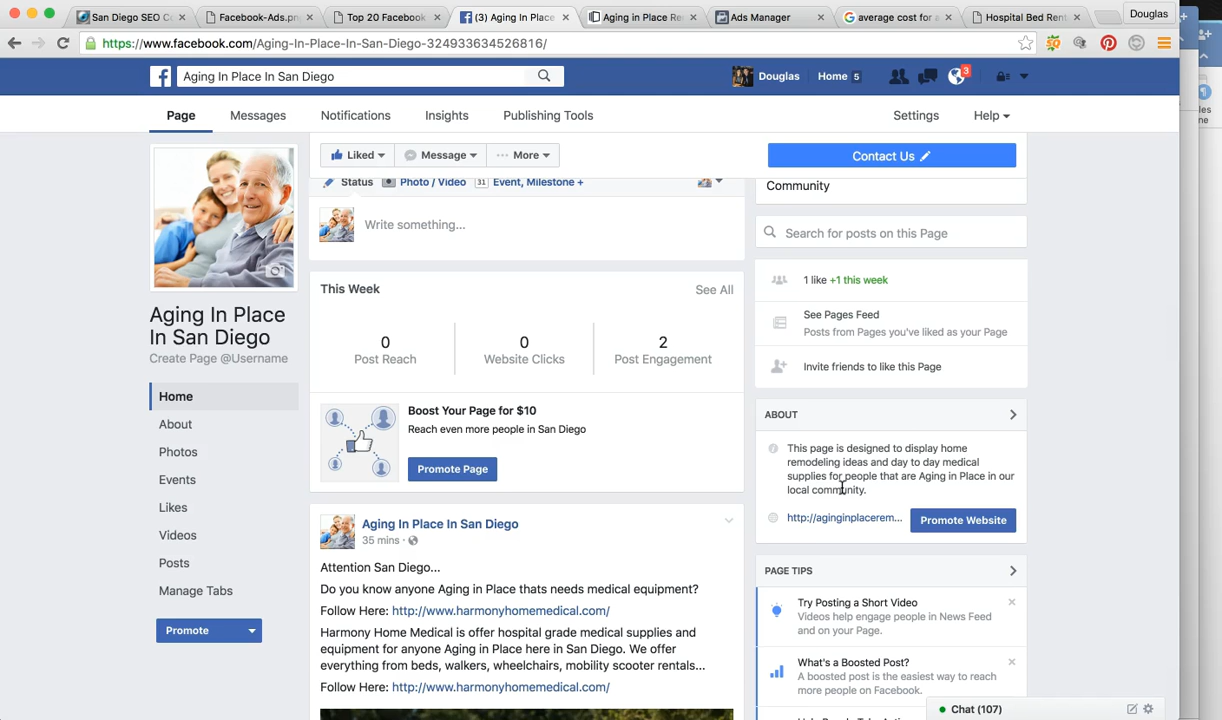 San Diego SEO Co
Facebook-Ads.pn
Top 20 Facebook
(3) Aging In Place
Aging in Place Re
Ads Manager
average cost for a
Hospital Bed Rent
Douglas
https://www.facebook.com/Aging-In-Place-In-San-Diego-324933634526816/
Aging In Place In San Diego
Douglas
Home 5
3
Page
Messages
Notifications
Insights
Publishing Tools
Settings
Help
Liked
Message
More
Contact Us
Status
Photo / Video
31
Event, Milestone +
Write something...
Community
Search for posts on this Page
1 like +1 this week
See Pages Feed
Posts from Pages you've liked as your Page
Invite friends to like this Page
Aging In Place
In San Diego
Create Page @Username
Home
About
Photos
Events
Likes
Videos
Posts
Manage Tabs
Promote
This Week
See All
0
Post Reach
0
Website Clicks
2
Post Engagement
Boost Your Page for $10
Reach even more people in San Diego
Promote Page
Aging In Place In San Diego
35 mins ·
Attention San Diego...
Do you know anyone Aging in Place thats needs medical equipment?
Follow Here: http://www.harmonyhomemedical.com/
Harmony Home Medical is offer hospital grade medical supplies and
equipment for anyone Aging in Place here in San Diego. We offer
everything from beds, walkers, wheelchairs, mobility scooter rentals...
Follow Here: http://www.harmonyhomemedical.com/
ABOUT
This page is designed to display home
remodeling ideas and day to day medical
supplies for people that are Aging in Place in our
local community.
http://aginginplacerem...
Promote Website
PAGE TIPS
Try Posting a Short Video
Videos help engage people in News Feed
and on your Page.
What's a Boosted Post?
A boosted post is the easiest way to reach
more people on Facebook.
Chat (107)